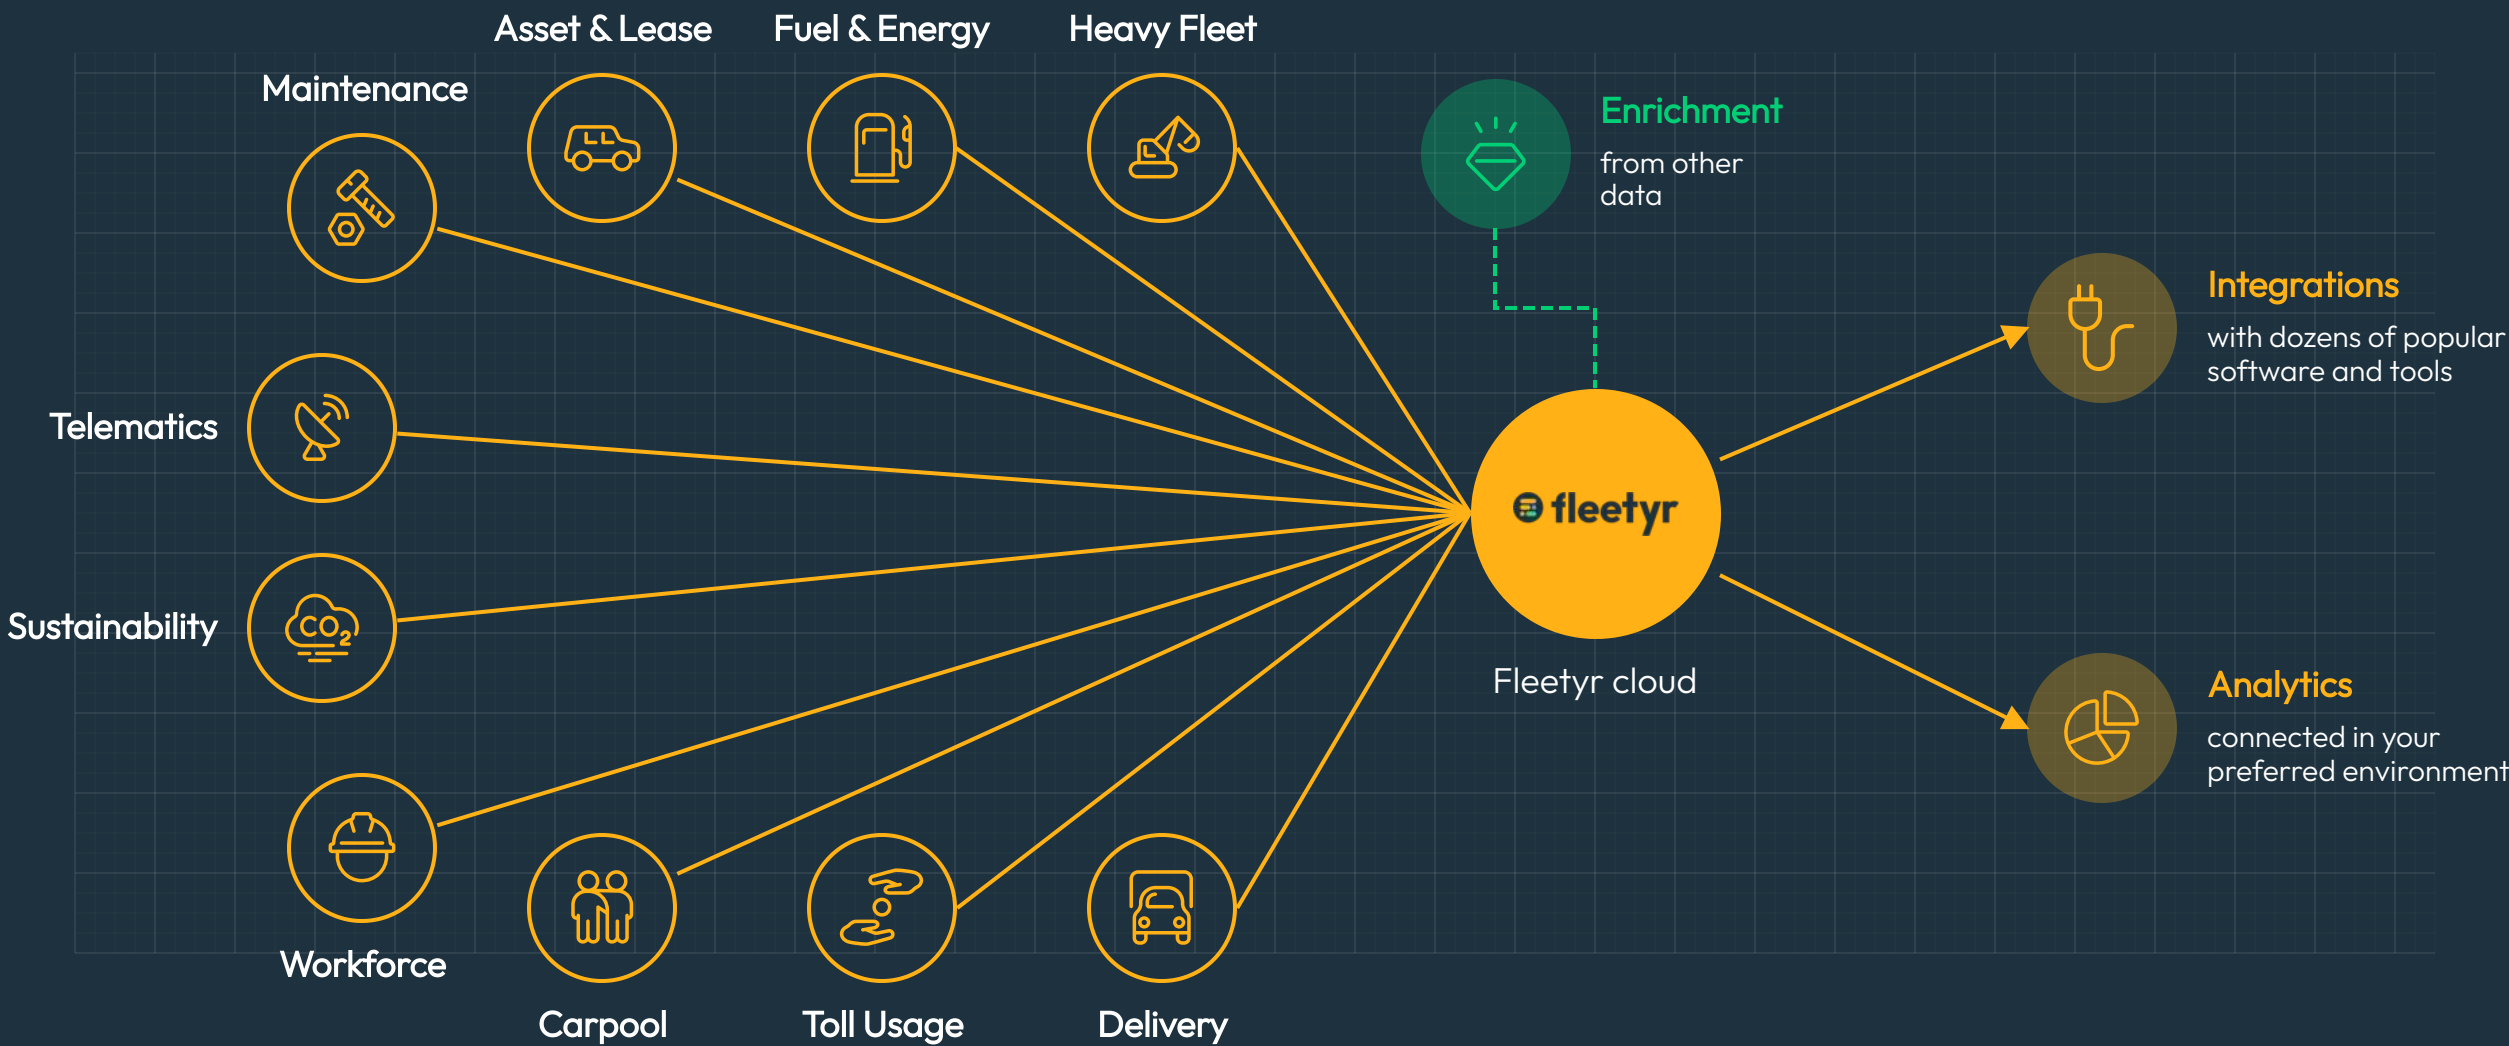 Asset & Lease
Fuel & Energy
Heavy Fleet
Maintenance
Enrichment
from other
data
Integrations
with dozens of popular
software and tools
Telematics
fleetyr
Sustainability
CO2
Fleetyr cloud
Analytics
connected in your
preferred environment
Workforce
Carpool
Toll Usage
Delivery